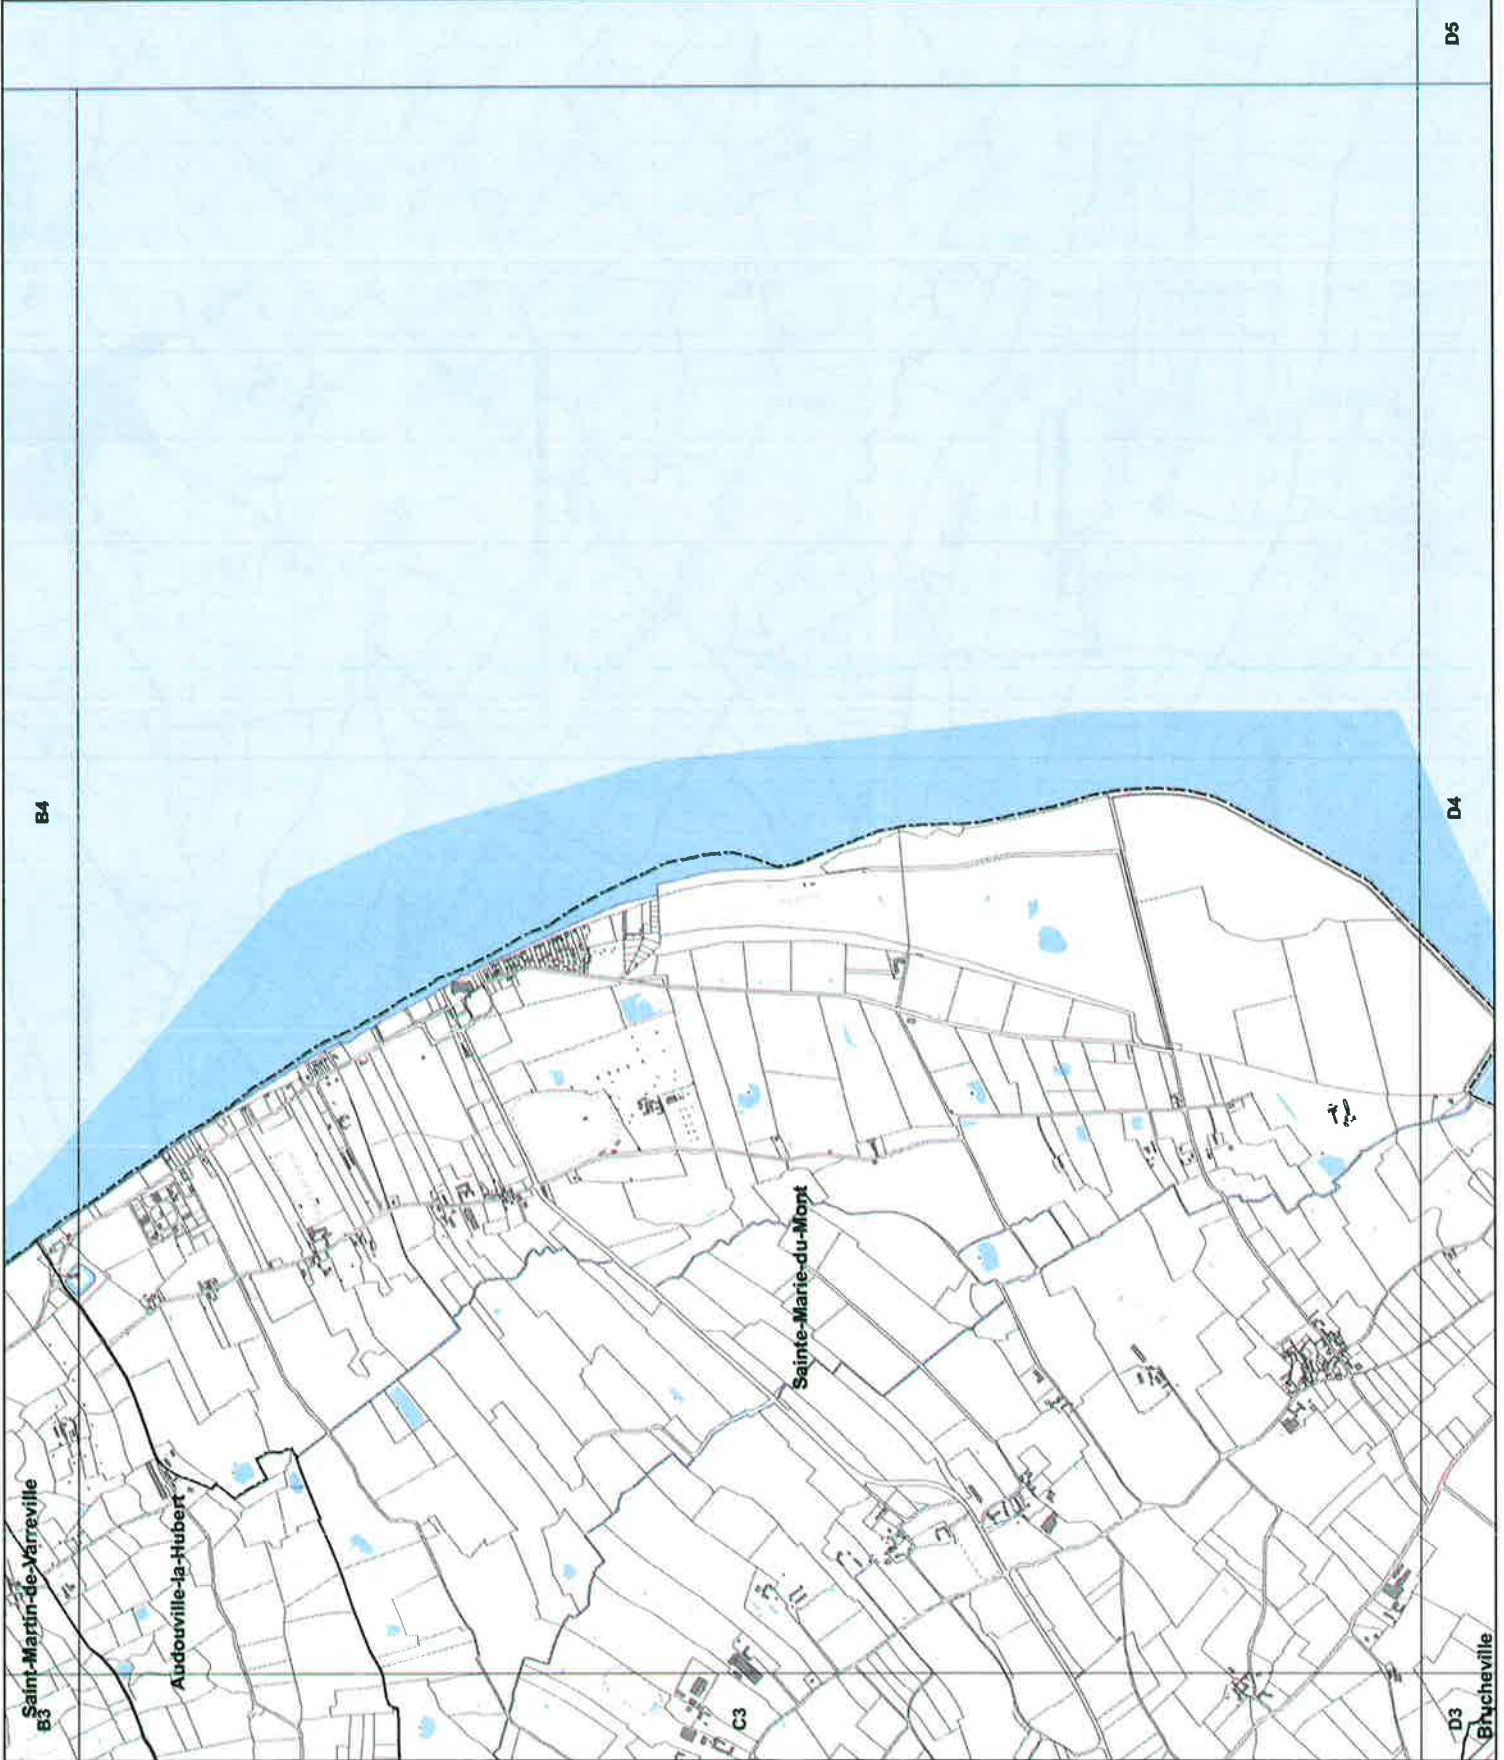 Saint-Martin-de-Varreville
B3
B4
Audouville-la-Hubert
C3
Sainte-Marie-du-Mont
D3
D4
D5
Brucheville